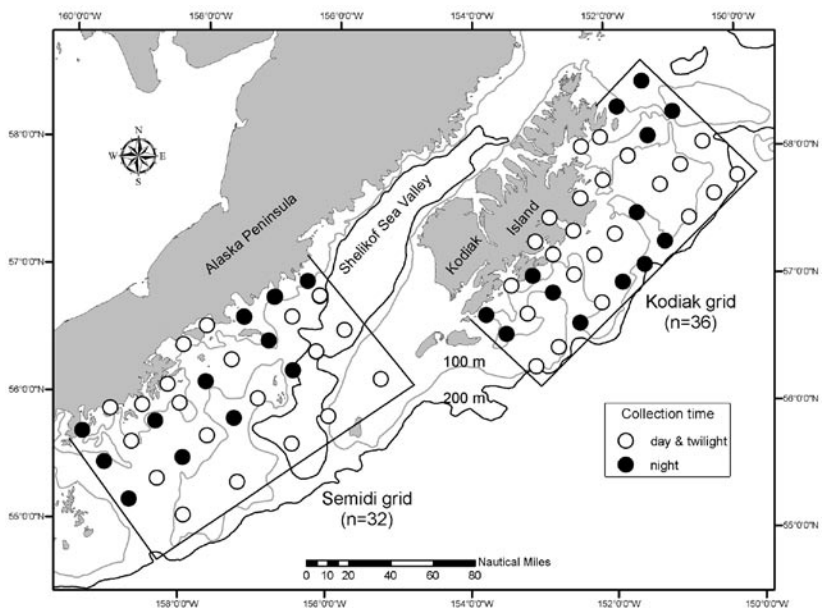 160°0'0"W 158°0'0"W 156°0'0"W 154°0'0"W 152°0'0"W 150°0'0"W
58°0'0"N
58°0'0"N
N
W E
S
Alaska Peninsula
Shelikof Sea Valley
Kodiak
Island
57°0'0"N
57°0'0"N
Kodiak grid
(n=36)
100 m
56°0'0"N
56°0'0"N
200 m
Collection time
day & twilight
night
Semidi grid
(n=32)
55°0'0"N
55°0'0"N
Nautical Miles
0 10 20 40 60 80
158°0'0"W 156°0'0"W 154°0'0"W 152°0'0"W 150°0'0"W